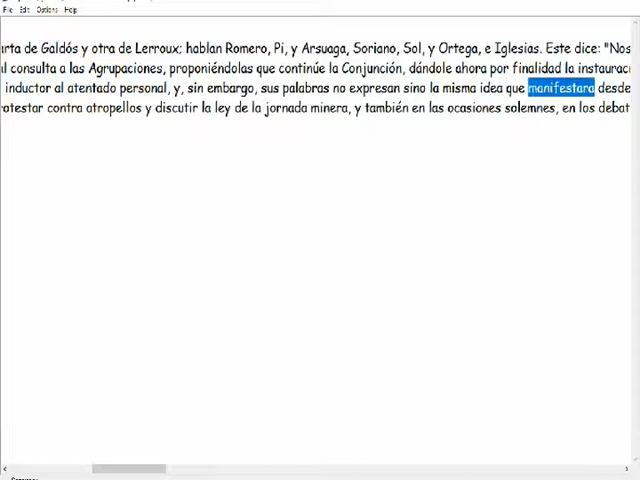 File Edit Options Help
arta de Galdós y otra de Lerroux; hablan Romero, Pi, y Arsuaga, Soriano, Sol, y Ortega, e Iglesias. Este dice: "Nos
al consulta a las Agrupaciones, proponiéndolas que continúe la Conjunción, dándole ahora por finalidad la instauraci
inductor al atentado personal, y, sin embargo, sus palabras no expresan sino la misma idea que manifestara desde
rotestar contra atropellos y discutir la ley de la jornada minera, y también en las ocasiones solemnes, en los debat